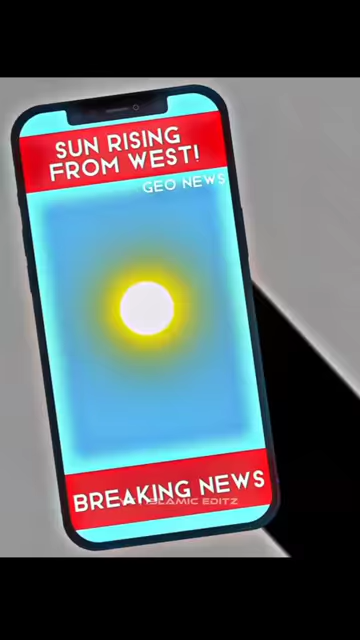 SUN RISING
FROM WEST!
GEO NEWS
BREAKING NEWS
ISLAMIC EDITZ